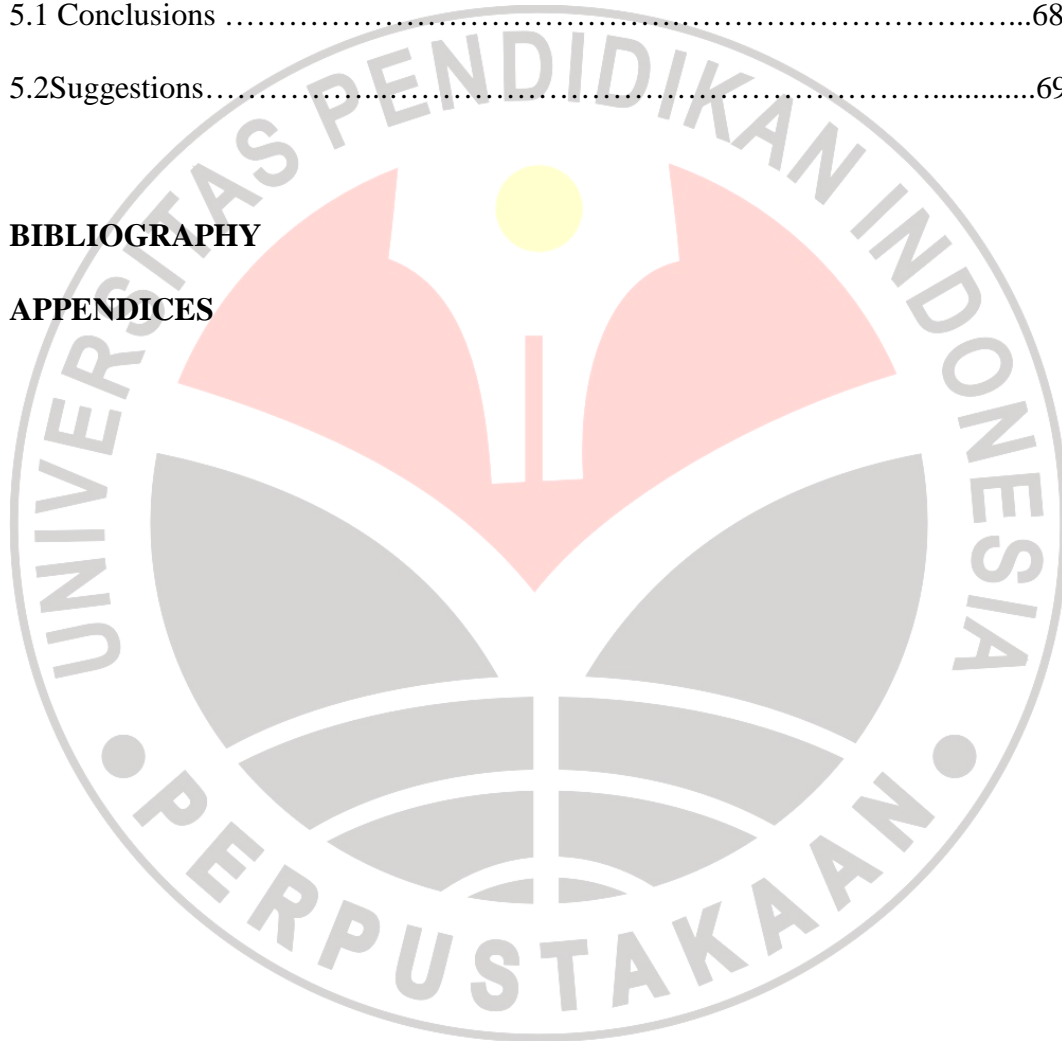 5.1 Conclusions ……………………………………………………………………...68
5.2Suggestions……………………………………………………………….............69
BIBLIOGRAPHY
APPENDICES
UNIVERSITAS PENDIDIKAN INDONESIA
PERPUSTAKAAN